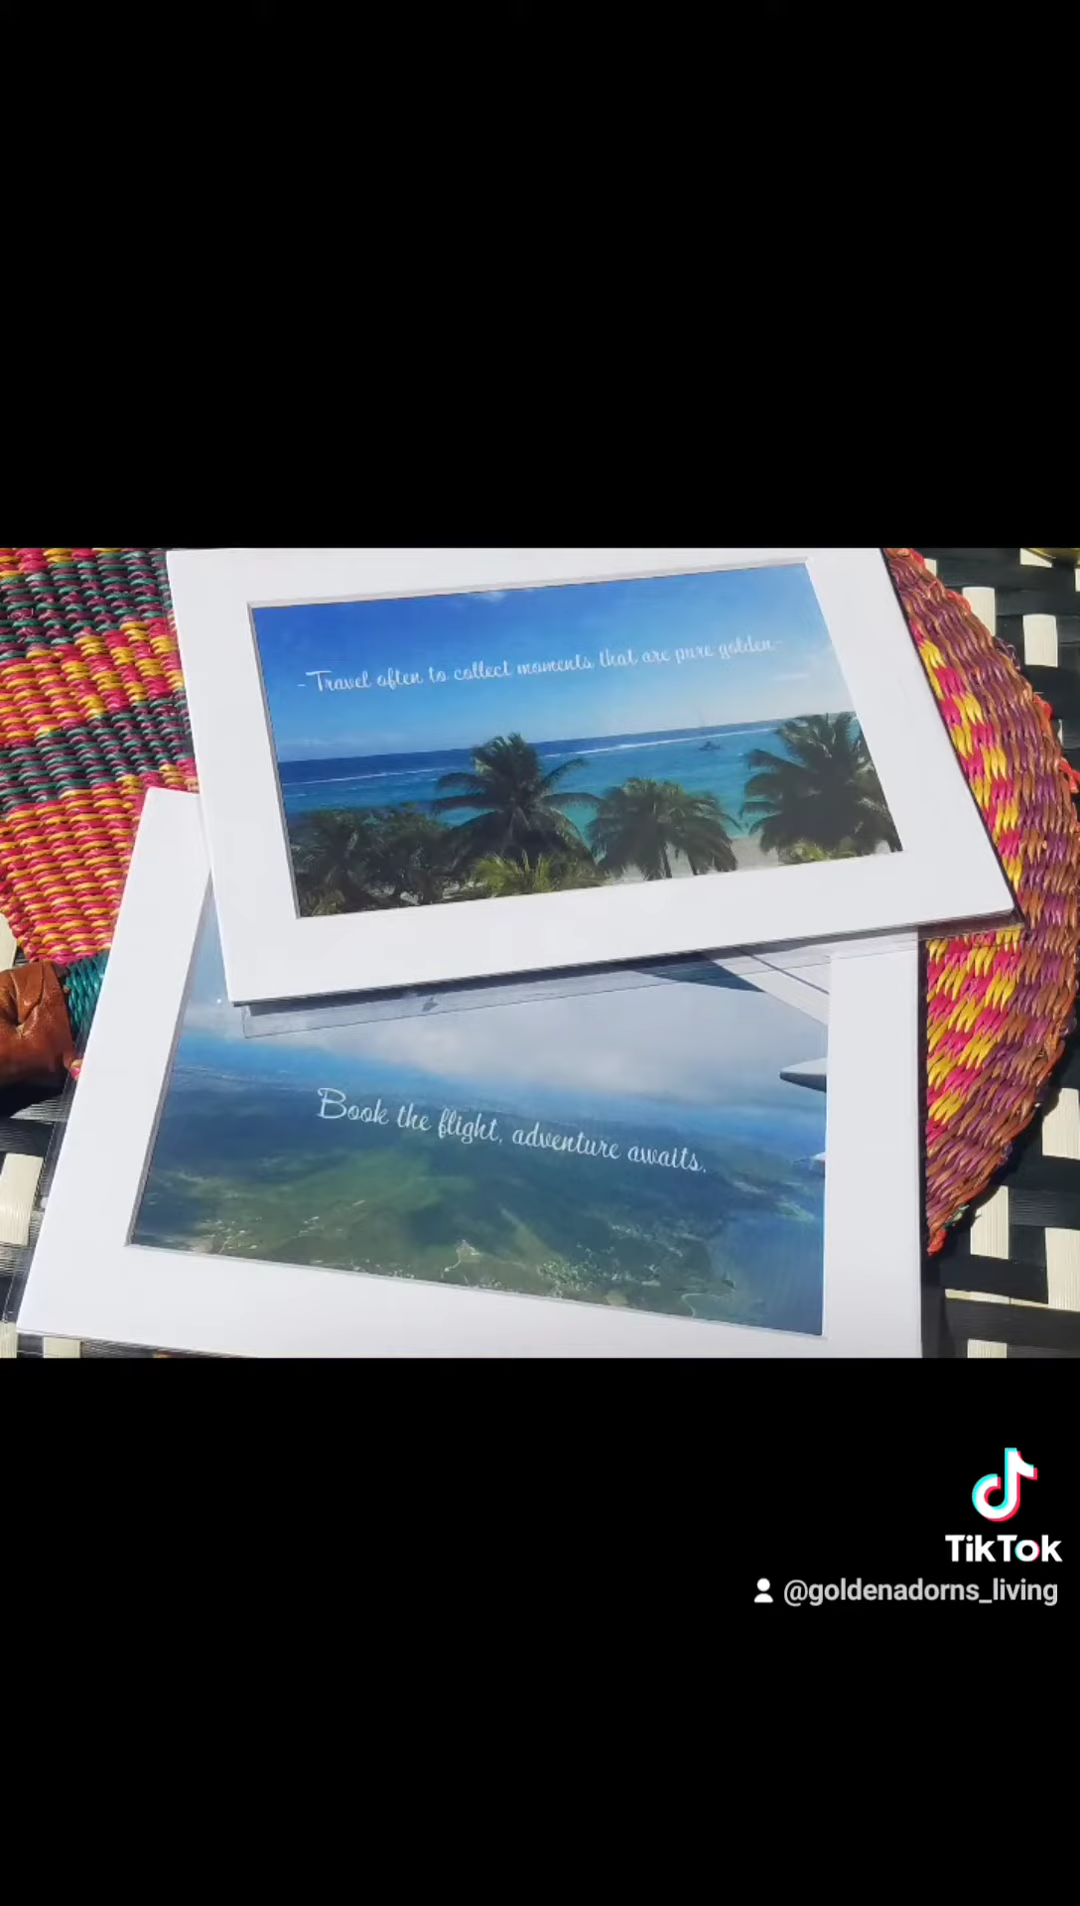 -Travel often to collect moments that are pure golden-
Book the flight, adventure awaits.
TikTok
@goldenadorns_living